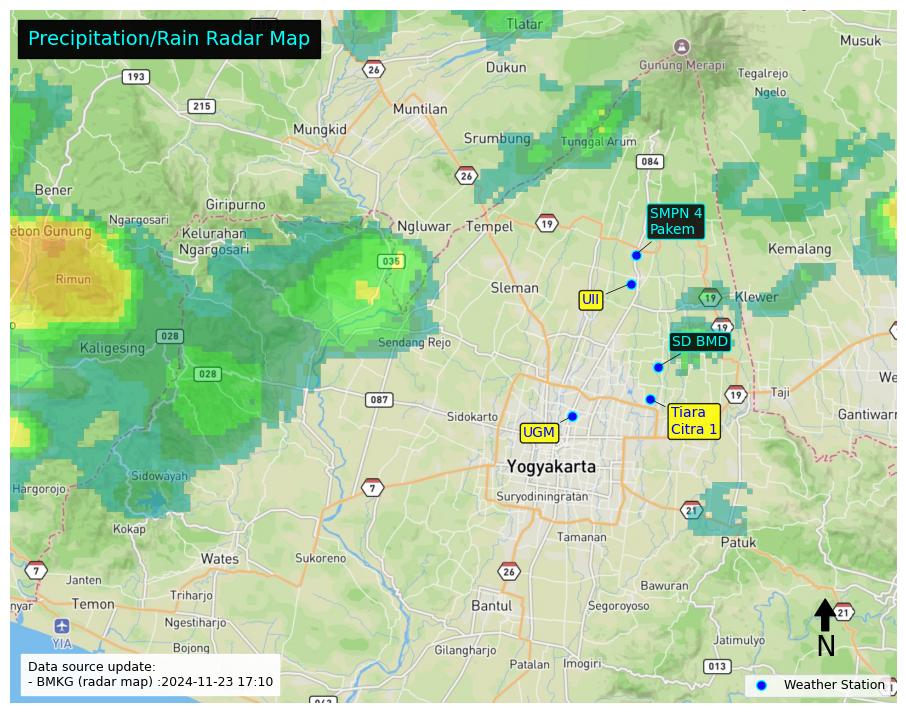 Precipitation/Rain Radar Map
Tlatar
Musuk
26
Dukun
Gunung Merapi
193
Tegalrejo
Ngelo
215
Muntilan
Mungkid
Srumbung
Tunggal Arum
084
26
Bener
Giripurno
Ngargosari
SMPN 4
Pakem
ebon Gunung
Kelurahan
Ngargosari
Ngluwar
Tempel
19
Kemalang
035
Rimun
UII
Sleman
19
Klewer
19
028
Kaligesing
Sendang Rejo
SD BMD
028
We
087
19
Taji
Sidokarto
Tiara
Citra 1
Gantiwarn
UGM
Yogyakarta
Sidowayah
Hargorojo
7
Suryodiningratan
21
Kokap
Tamanan
Patuk
Wates
Sukoreno
7
26
Janten
Bawuran
Triharjo
nyar
Temon
Bantul
Segoroyoso
21
Ngestiharjo
YIA
Jatimulyo
N
Bojong
Gilangharjo
Patalan
Imogiri
013
Data source update:
- BMKG (radar map) :2024-11-23 17:10
Weather Station